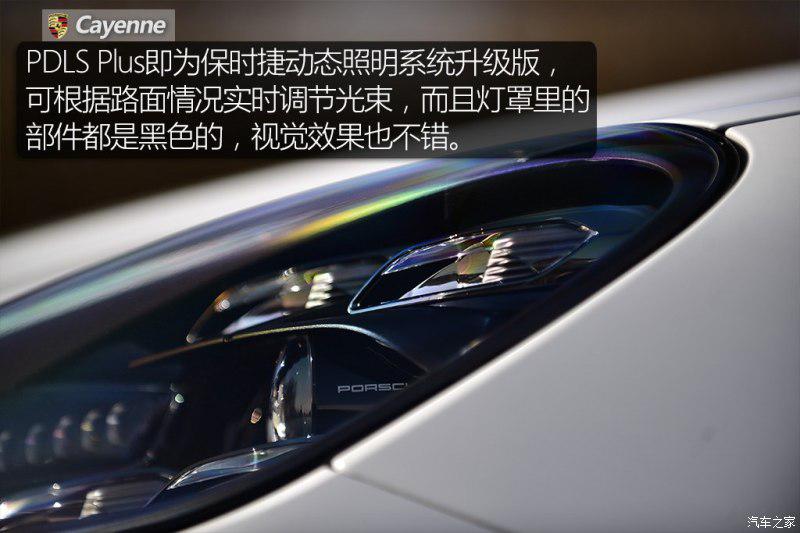 Cayenne
PDLS Plus即为保时捷动态照明系统升级版，
可根据路面情况实时调节光束，而且灯罩里的
部件都是黑色的，视觉效果也不错。
PORSC
汽车之家